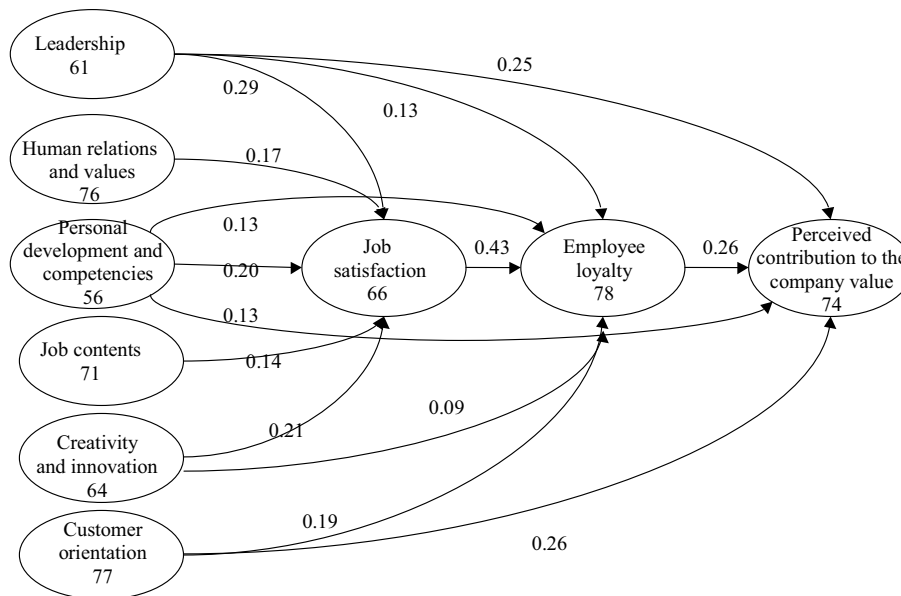 Leadership
61
0.25
0.29
0.13
Human relations
and values
76
0.17
Personal
development and
competencies
56
0.13
0.20
0.13
Job
satisfaction
66
0.43
Employee
loyalty
78
0.26
Perceived
contribution to the
company value
74
Job contents
71
0.14
Creativity
and innovation
64
0.21
0.09
Customer
orientation
77
0.19
0.26